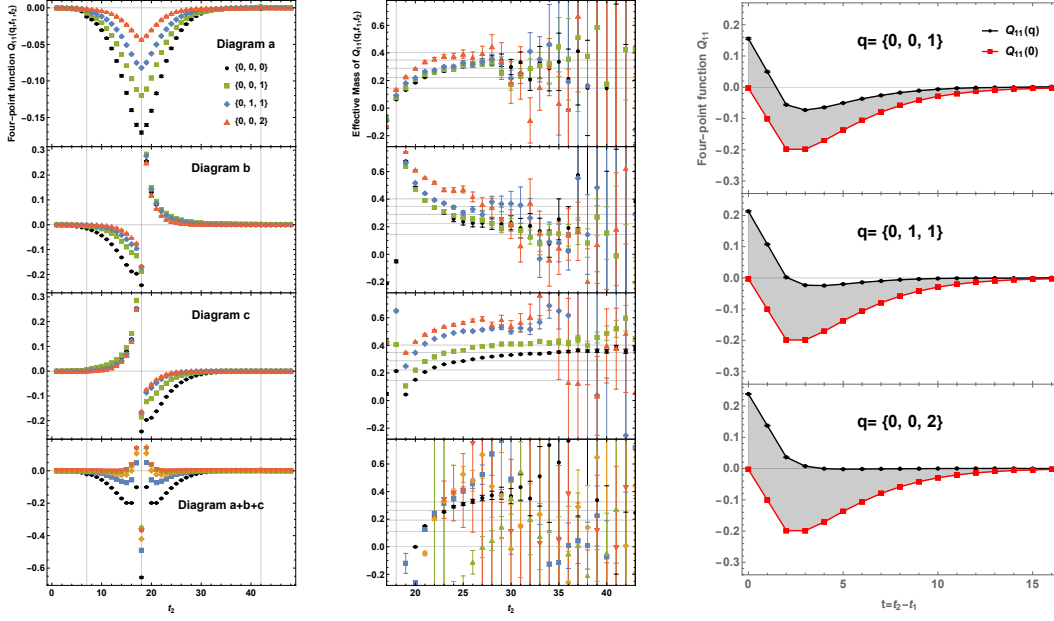 Four-point function Q11(q,t1,t2)
0.00
-0.05
-0.10
-0.15
Diagram a
{0, 0, 0}
{0, 0, 1}
{0, 1, 1}
{0, 0, 2}
0.3
0.2
0.1
0.0
-0.1
-0.2
Diagram b
0.3
0.2
0.1
0.0
-0.1
-0.2
Diagram c
0.0
-0.2
-0.4
-0.6
Diagram a+b+c
0 10 20 30 40
t2
Effective Mass of Q11(q,t1,t2)
0.6
0.4
0.2
0.0
0.6
0.4
0.2
0.0
-0.2
0.6
0.4
0.2
0.0
-0.2
0.6
0.4
0.2
0.0
-0.2
20 25 30 35 40
t2
Four-point function Q11
0.2
0.1
0.0
-0.1
-0.2
-0.3
q= {0, 0, 1}
Q11(q)
Q11(0)
0.2
0.1
0.0
-0.1
-0.2
-0.3
q= {0, 1, 1}
0.2
0.1
0.0
-0.1
-0.2
-0.3
q= {0, 0, 2}
0 5 10 15
t=t2-t1